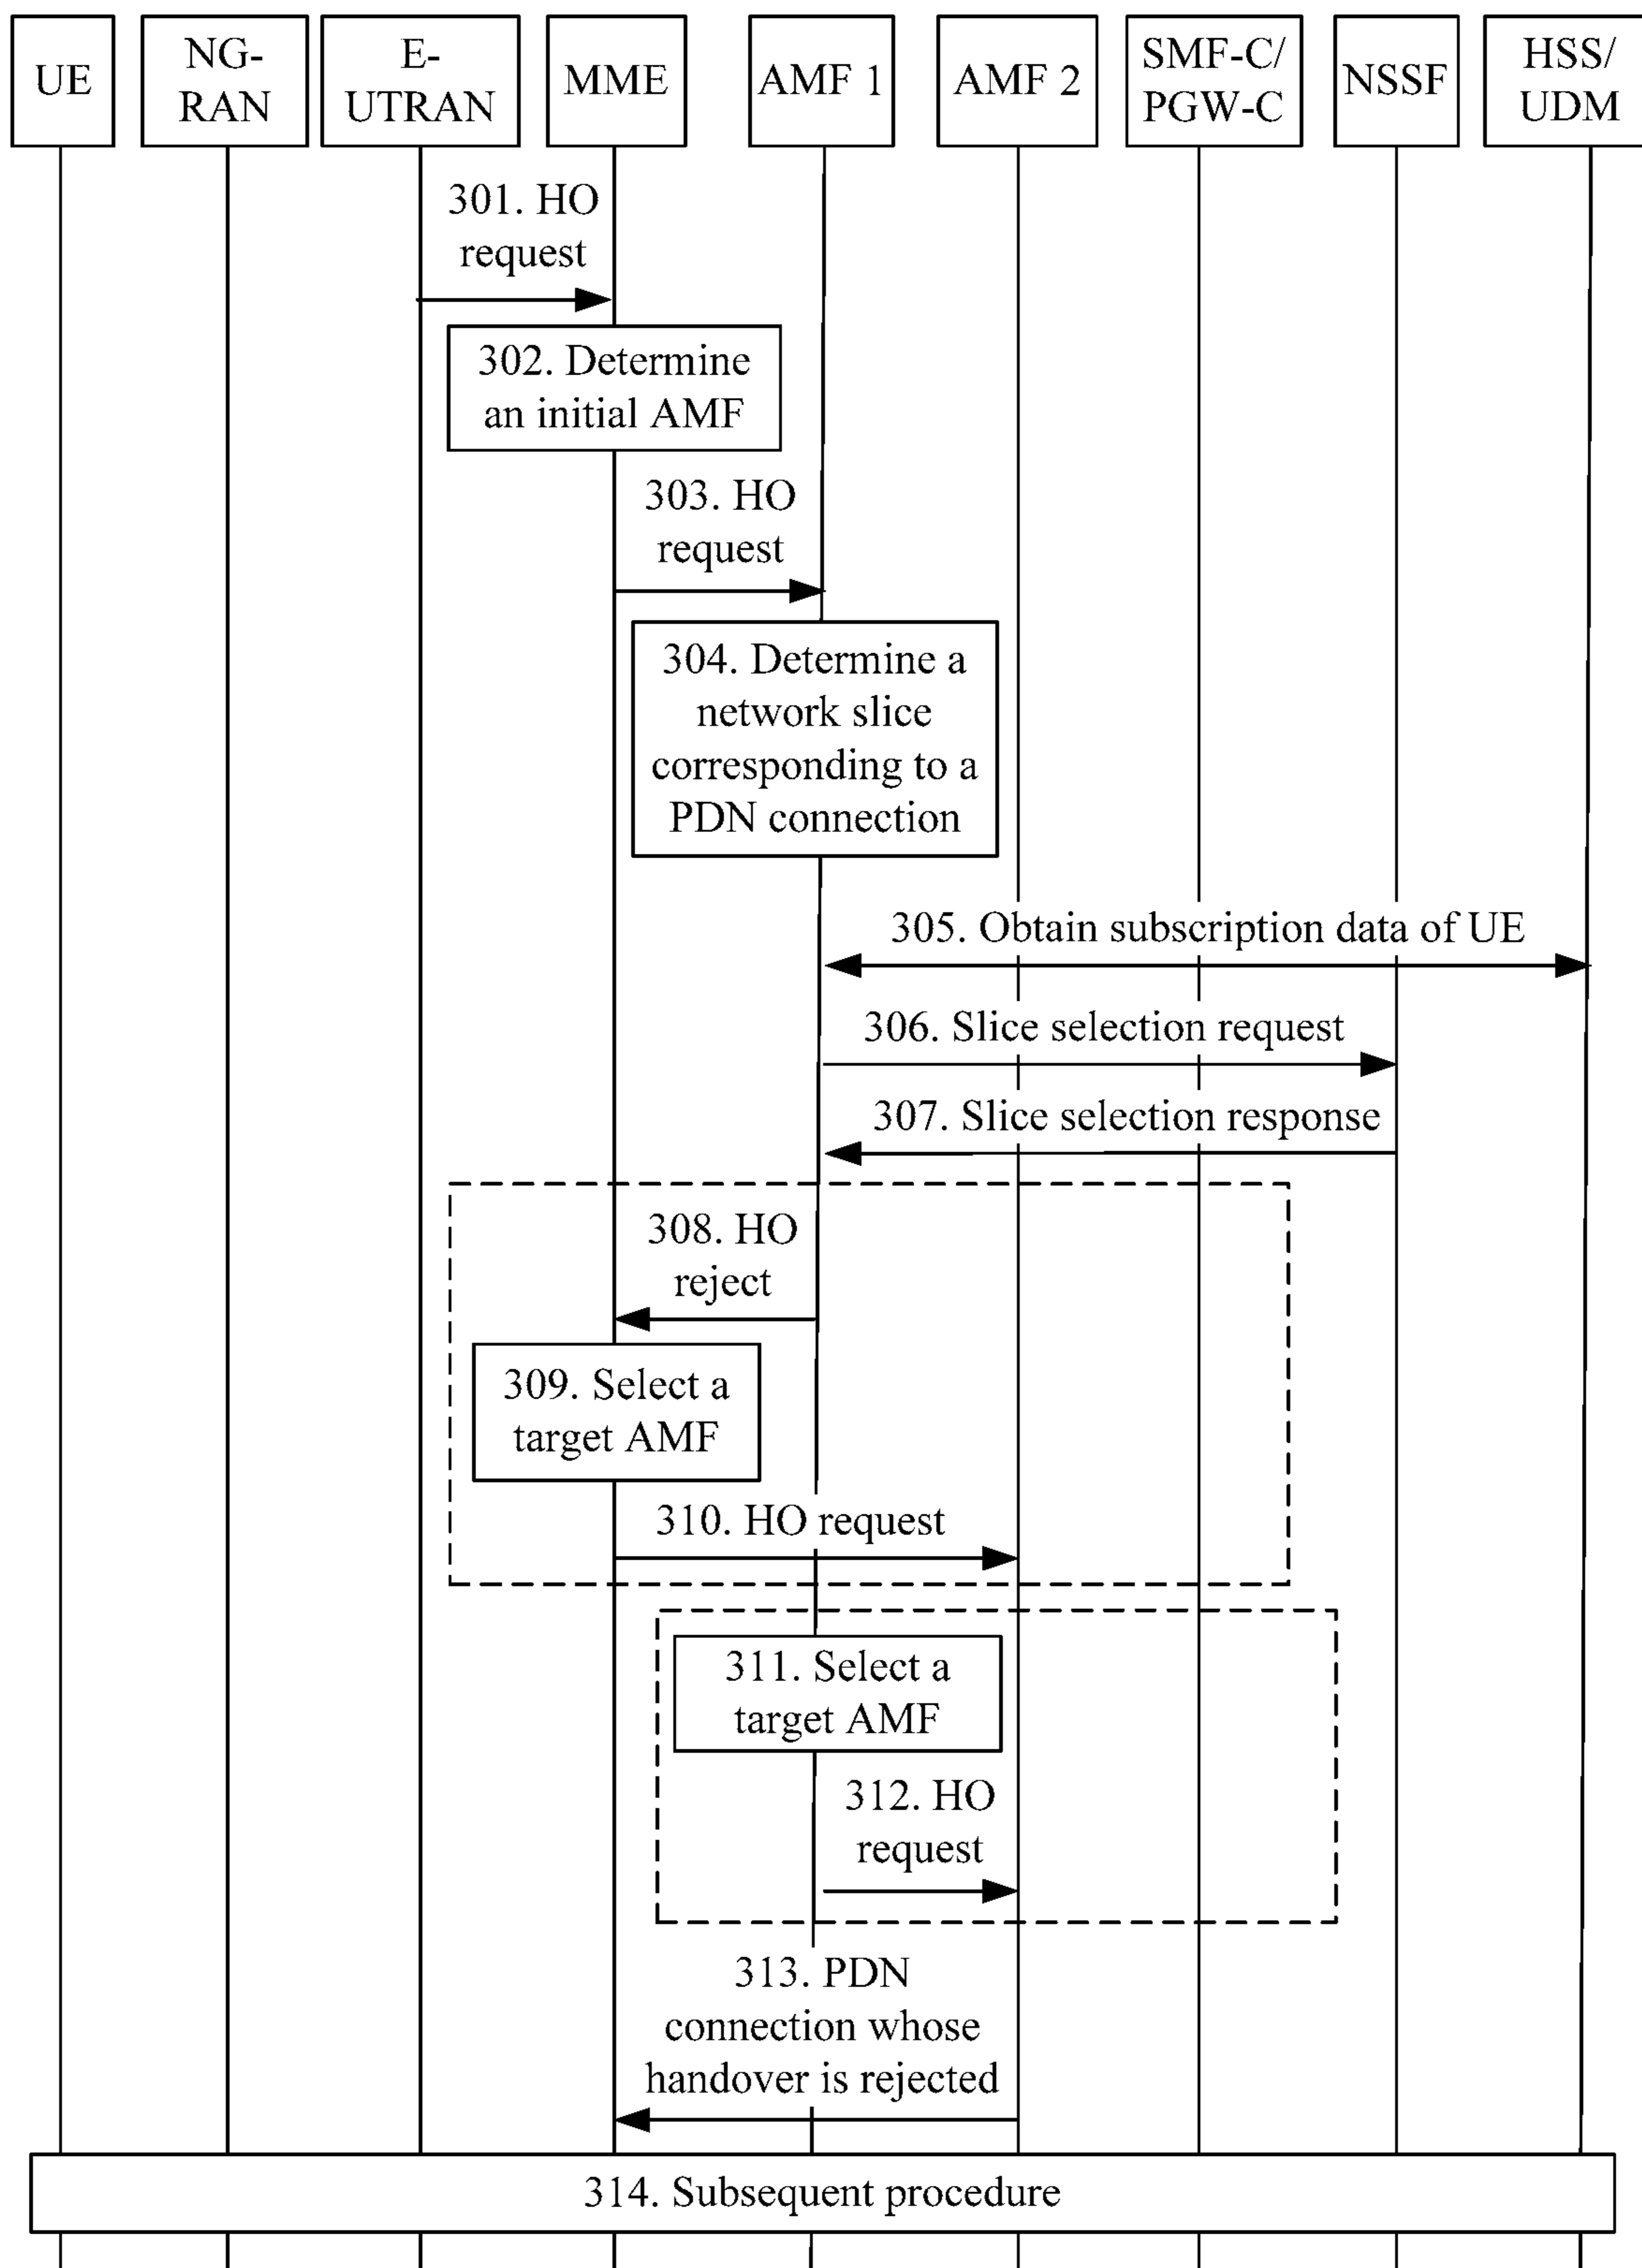 UE
NG-
RAN
E-
UTRAN
MME
AMF 1
AMF 2
SMF-C/
PGW-C
NSSF
HSS/
UDM
301. HO
request
302. Determine
an initial AMF
303. HO
request
304. Determine a
network slice
corresponding to a
PDN connection
305. Obtain subscription data of UE
306. Slice selection request
307. Slice selection response
308. HO
reject
309. Select a
target AMF
310. HO request
311. Select a
target AMF
312. HO
request
313. PDN
connection whose
handover is rejected
314. Subsequent procedure